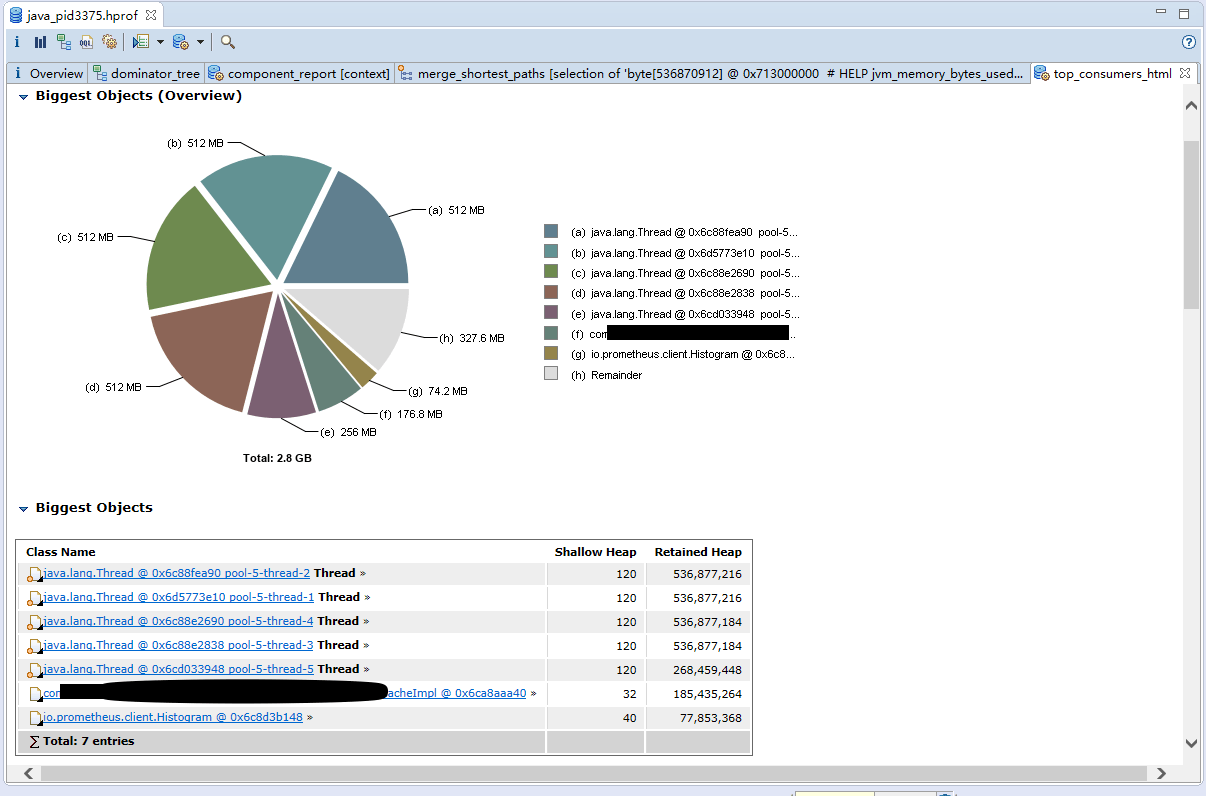 java_pid3375.hprof
Overview dominator_tree component_report [context] merge_shortest_paths [selection of 'byte[536870912] @ 0x713000000 # HELP jvm_memory_bytes_used... top_consumers_html
Biggest Objects (Overview)
(b) 512 MB
(a) 512 MB
(c) 512 MB
(h) 327.6 MB
(d) 512 MB
(g) 74.2 MB
(f) 176.8 MB
(e) 256 MB
Total: 2.8 GB
(a) java.lang.Thread @ 0x6c88fea90 pool-5...
(b) java.lang.Thread @ 0x6d5773e10 pool-5...
(c) java.lang.Thread @ 0x6c88e2690 pool-5...
(d) java.lang.Thread @ 0x6c88e2838 pool-5...
(e) java.lang.Thread @ 0x6cd033948 pool-5...
(f)
(g) io.prometheus.client.Histogram @ 0x6c8...
(h) Remainder
Biggest Objects
Class Name Shallow Heap Retained Heap
java.lang.Thread @ 0x6c88fea90 pool-5-thread-2 Thread » 120 536,877,216
java.lang.Thread @ 0x6d5773e10 pool-5-thread-1 Thread » 120 536,877,216
java.lang.Thread @ 0x6c88e2690 pool-5-thread-4 Thread » 120 536,877,184
java.lang.Thread @ 0x6c88e2838 pool-5-thread-3 Thread » 120 536,877,184
java.lang.Thread @ 0x6cd033948 pool-5-thread-5 Thread » 120 268,459,448
acheImpl @ 0x6ca8aaa40 » 32 185,435,264
io.prometheus.client.Histogram @ 0x6c8d3b148 » 40 77,853,368
Σ Total: 7 entries